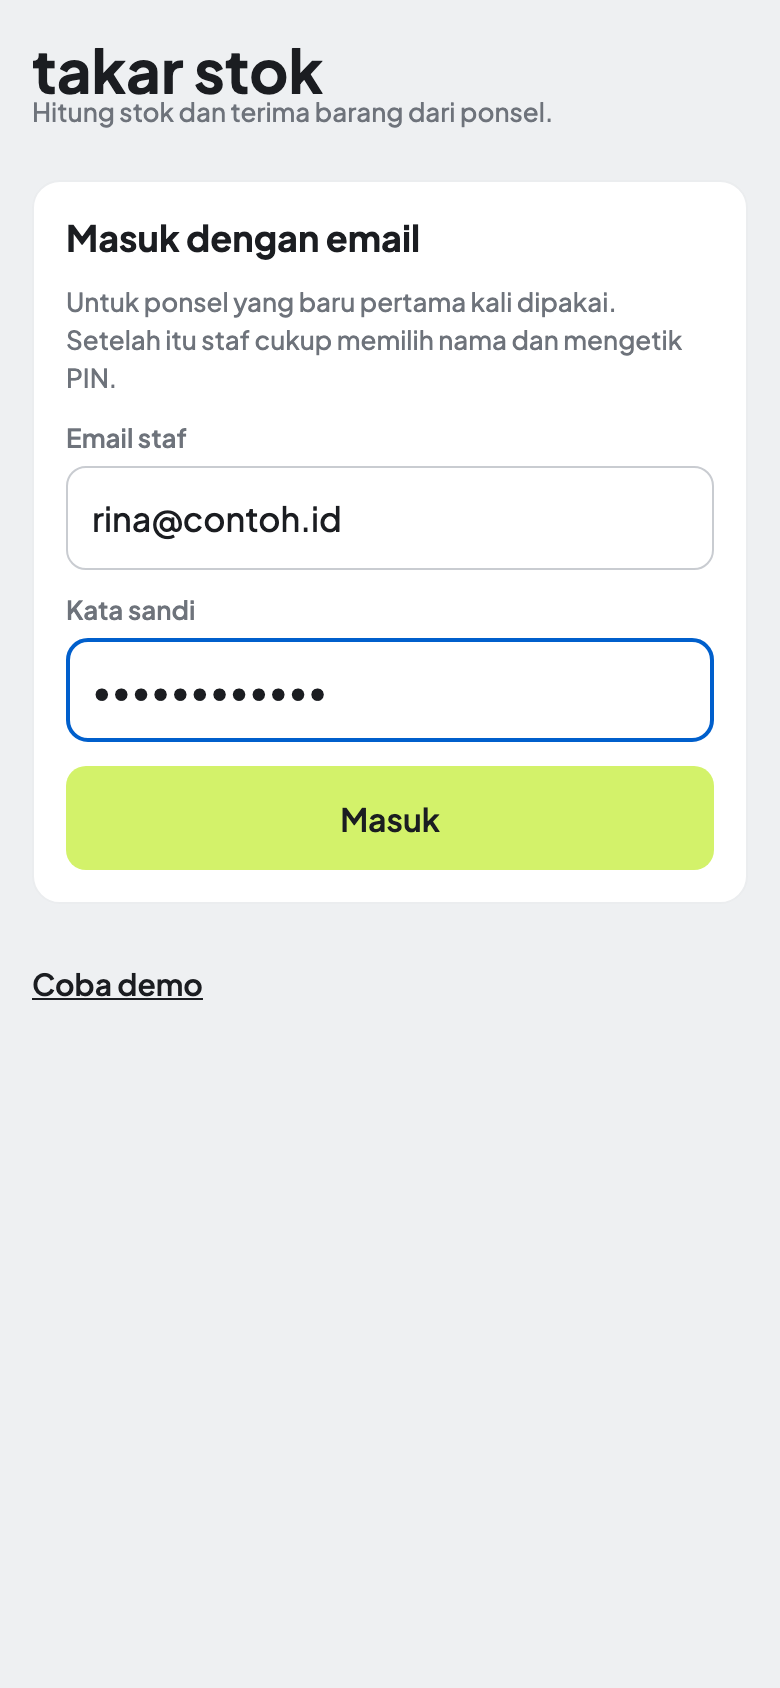 takar stok
Hitung stok dan terima barang dari ponsel.
Masuk dengan email
Untuk ponsel yang baru pertama kali dipakai.
Setelah itu staf cukup memilih nama dan mengetik
PIN.
Email staf
rina@contoh.id
Kata sandi
••••••••••••
Masuk
Coba demo